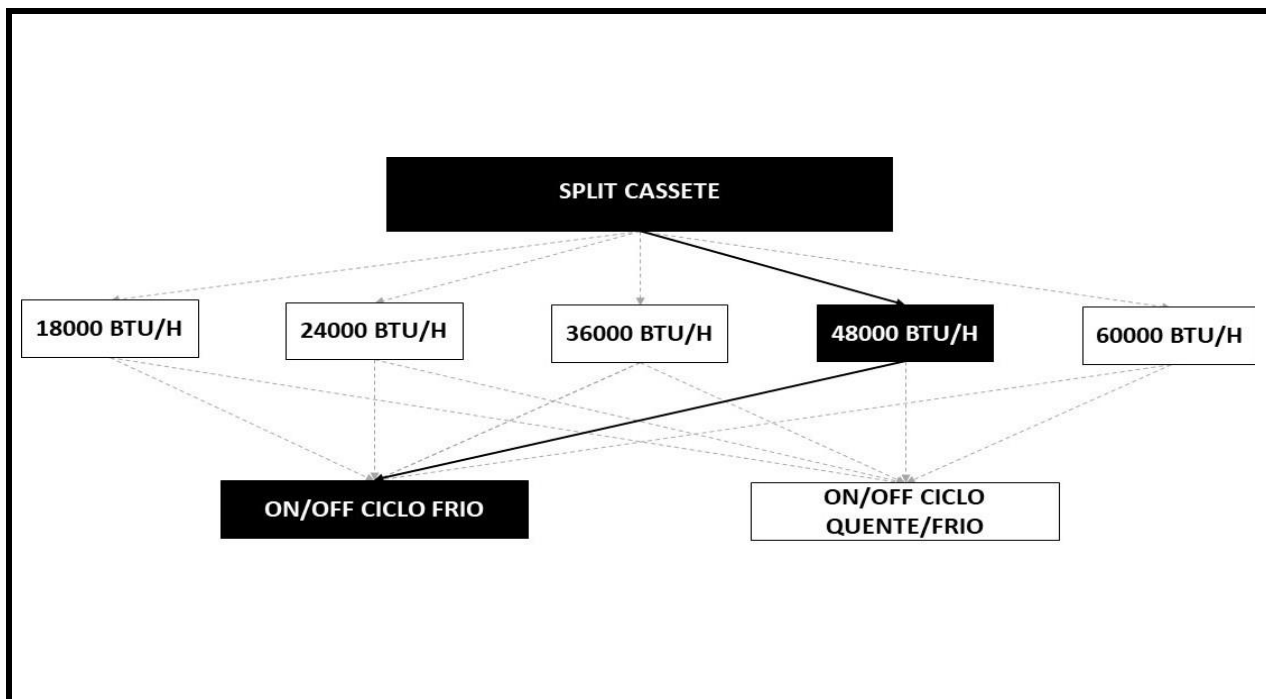 SPLIT CASSETE
18000 BTU/H
24000 BTU/H
36000 BTU/H
48000 BTU/H
60000 BTU/H
ON/OFF CICLO FRIO
ON/OFF CICLO
QUENTE/FRIO